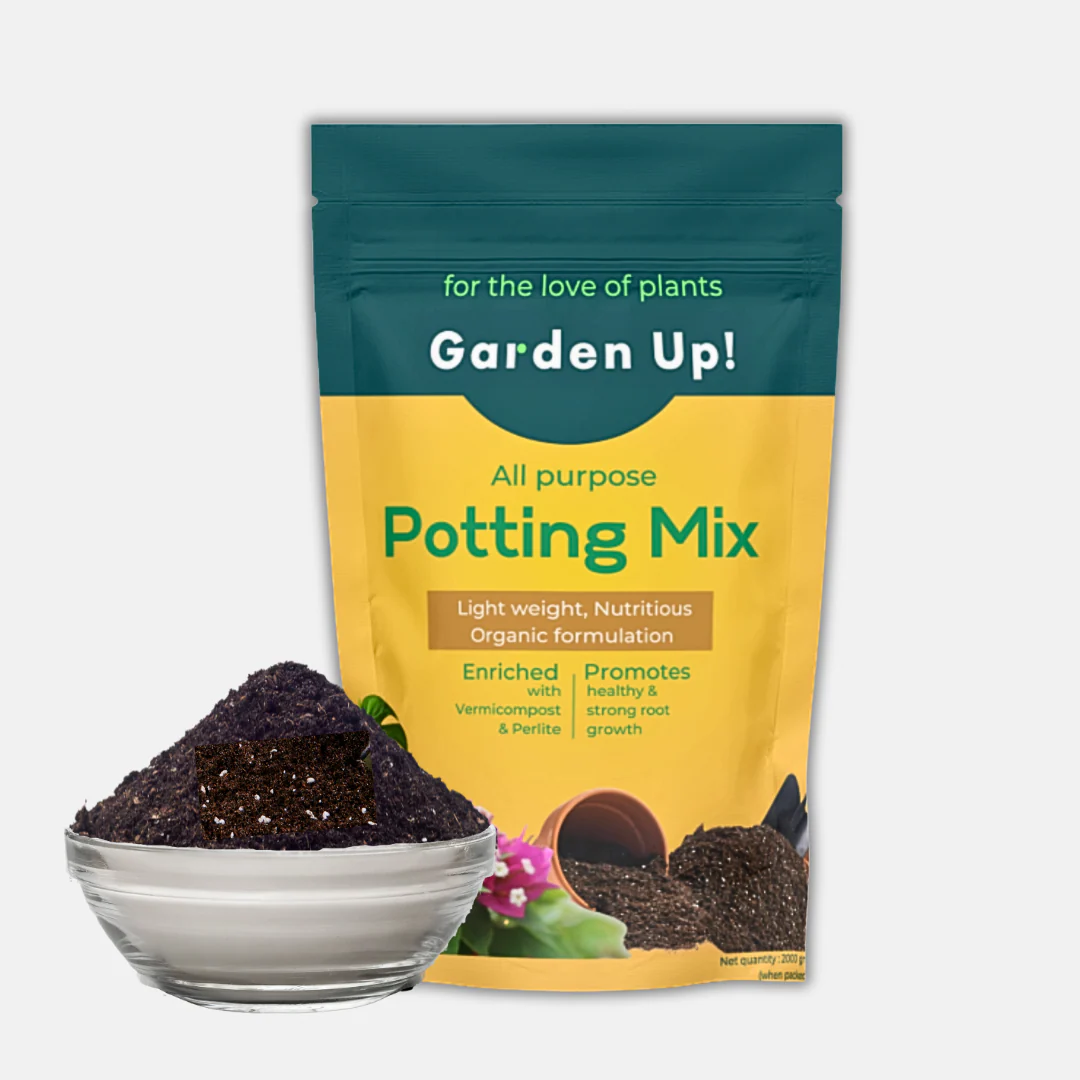 for the love of plants
Garden Up!
All purpose
Potting Mix
Light weight, Nutritious
Organic formulation
Enriched
with
Vermicompost
& Perlite
Promotes
healthy &
strong root
growth
Net quantity : 2000 gr
(when packed